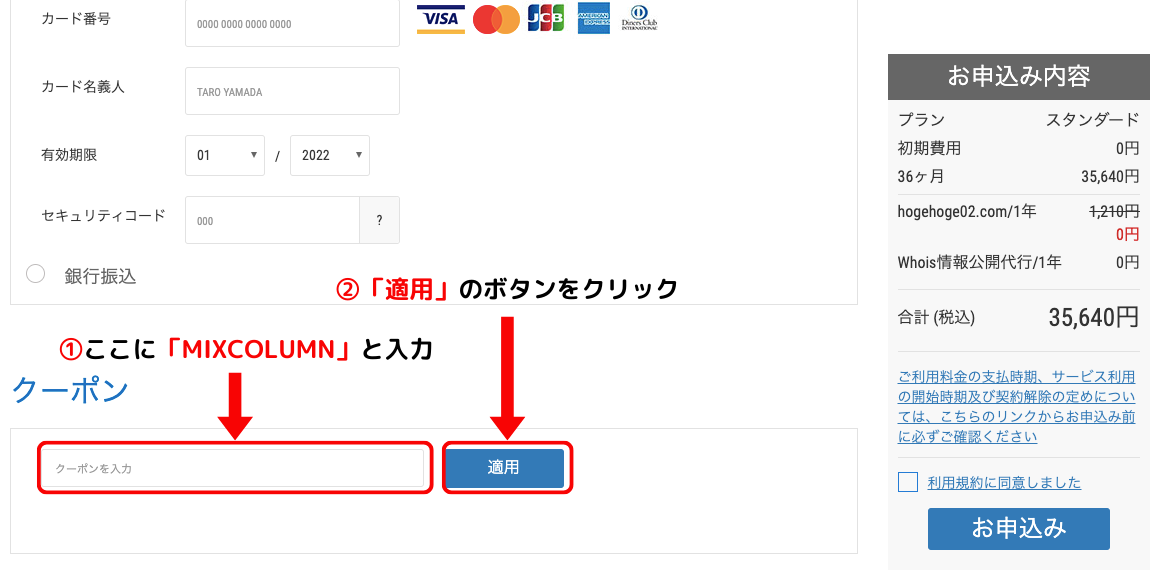 カード番号
0000 0000 0000 0000
VISA
JCB
AMERICAN EXPRESS
Diners Club
INTERNATIONAL
カード名義人
TARO YAMADA
有効期限
01 ▼ / 2022 ▼
セキュリティコード
000
?
銀行振込
②「適用」のボタンをクリック
①ここに「MIXCOLUMN」と入力
クーポン
クーポンを入力
適用
お申込み内容
プラン スタンダード
初期費用 0円
36ヶ月 35,640円
hogehoge02.com/1年 1,210円
0円
Whois情報公開代行/1年 0円
合計 (税込) 35,640円
ご利用料金の支払時期、サービス利用
の開始時期及び契約解除の定めについ
ては、こちらのリンクからお申込み前
に必ずご確認ください
利用規約に同意しました
お申込み